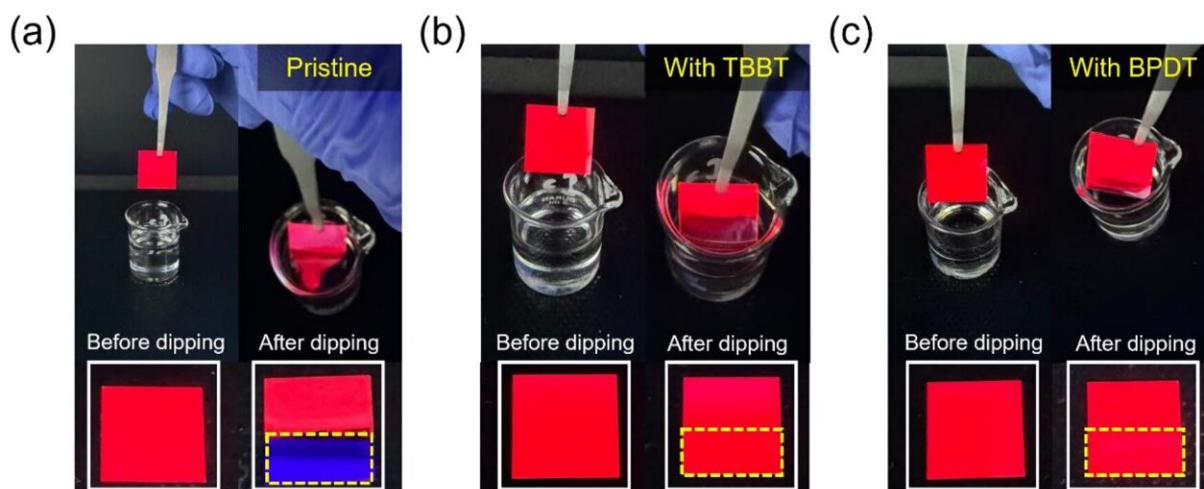 (a)
Pristine
Before dipping
After dipping
(b)
With TBBT
Before dipping
After dipping
(c)
With BPDT
Before dipping
After dipping